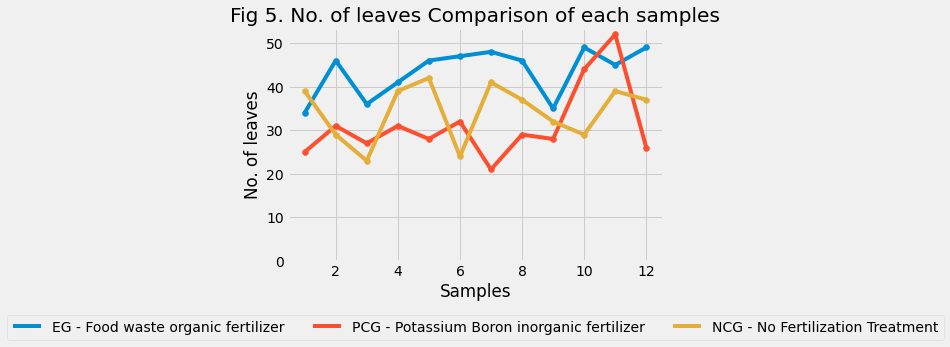 Fig 5. No. of leaves Comparison of each samples
50
40
30
20
10
0
No. of leaves
2 4 6 8 10 12
Samples
EG - Food waste organic fertilizer PCG - Potassium Boron inorganic fertilizer NCG - No Fertilization Treatment